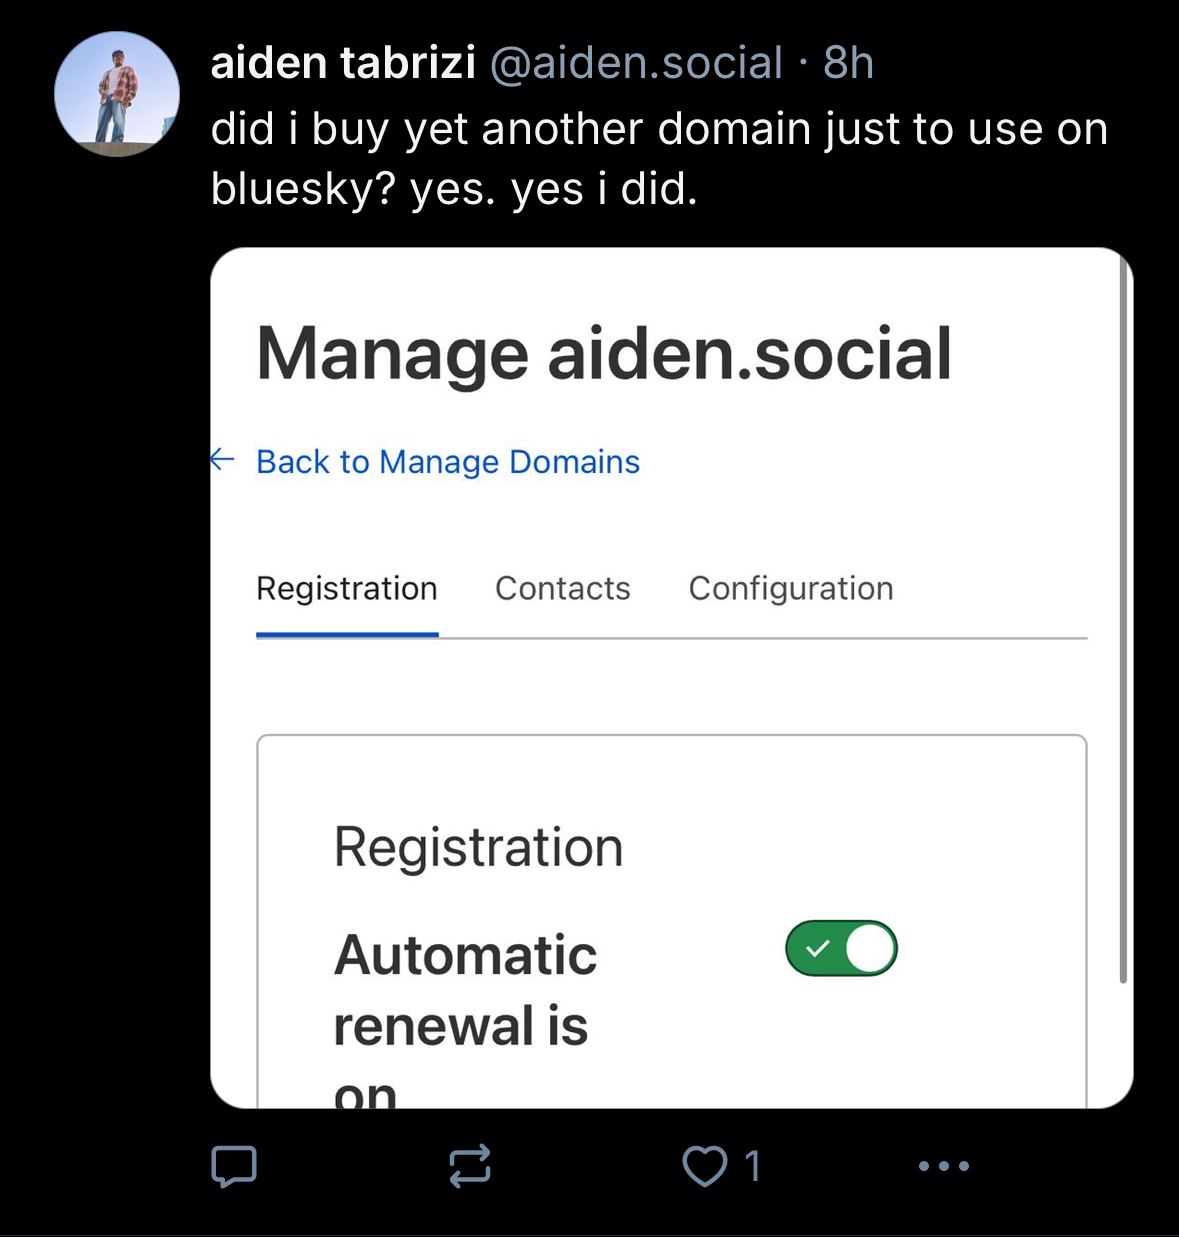 aiden tabrizi @aiden.social · 8h
did i buy yet another domain just to use on
bluesky? yes. yes i did.
Manage aiden.social
← Back to Manage Domains
Registration Contacts Configuration
Registration
Automatic
renewal is
on
1